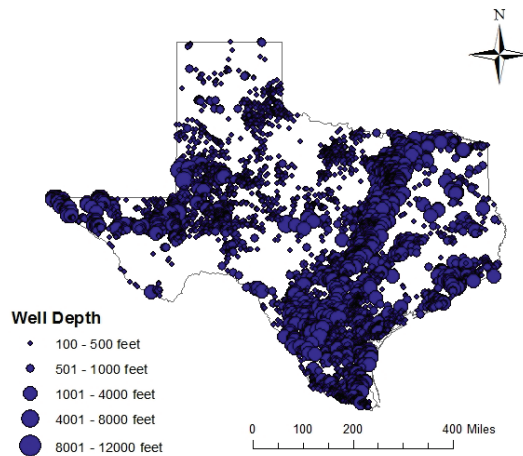 N
Well Depth
100 - 500 feet
501 - 1000 feet
1001 - 4000 feet
4001 - 8000 feet
8001 - 12000 feet
0 100 200 400 Miles